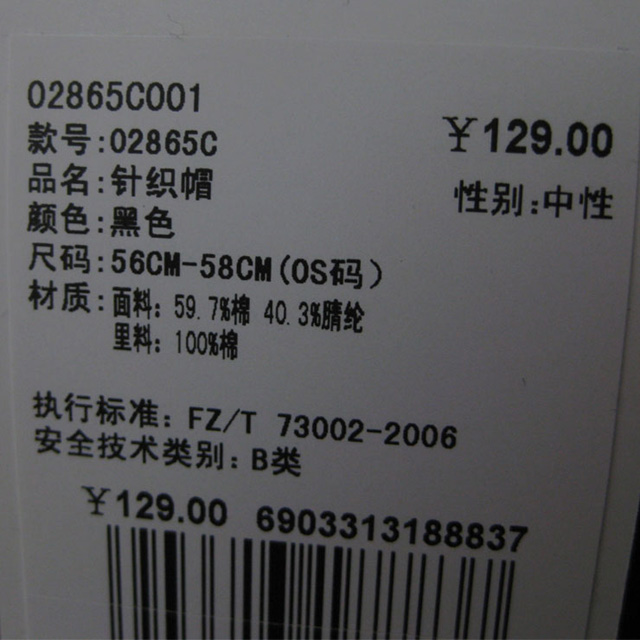 02865C001
款号:02865C
¥129.00
品名:针织帽
性别:中性
颜色:黑色
尺码:56CM-58CM(OS码)
材质:面料: 59.7%棉 40.3%腈纶
里料: 100%棉
执行标准: FZ/T 73002-2006
安全技术类别: B类
¥129.00 6903313188837